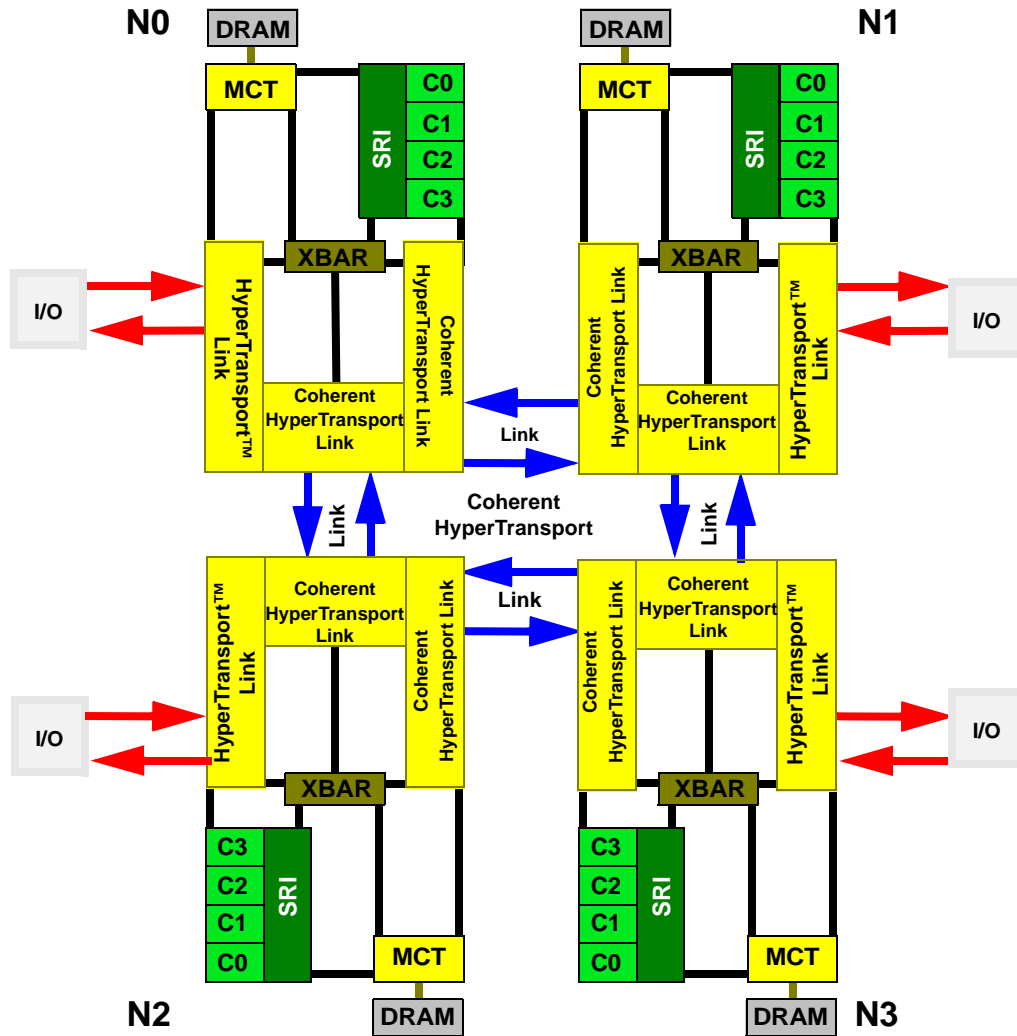 N0
DRAM
MCT
SRI
C0
C1
C2
C3
XBAR
I/O
HyperTransport™
Link
Coherent
HyperTransport Link
Coherent
HyperTransport Link
Link
N1
DRAM
MCT
SRI
C0
C1
C2
C3
XBAR
I/O
Coherent
HyperTransport Link
Coherent
HyperTransport
Link
HyperTransport™
Link
Link
Link
Coherent
HyperTransport
Link
Link
HyperTransport™
Link
Coherent
HyperTransport Link
Link
Coherent
HyperTransport Link
I/O
XBAR
C3
C2
C1
C0
SRI
MCT
DRAM
N2
Coherent
HyperTransport Link
Coherent
HyperTransport Link
Link
HyperTransport™
Link
I/O
XBAR
C3
C2
C1
C0
SRI
MCT
DRAM
N3